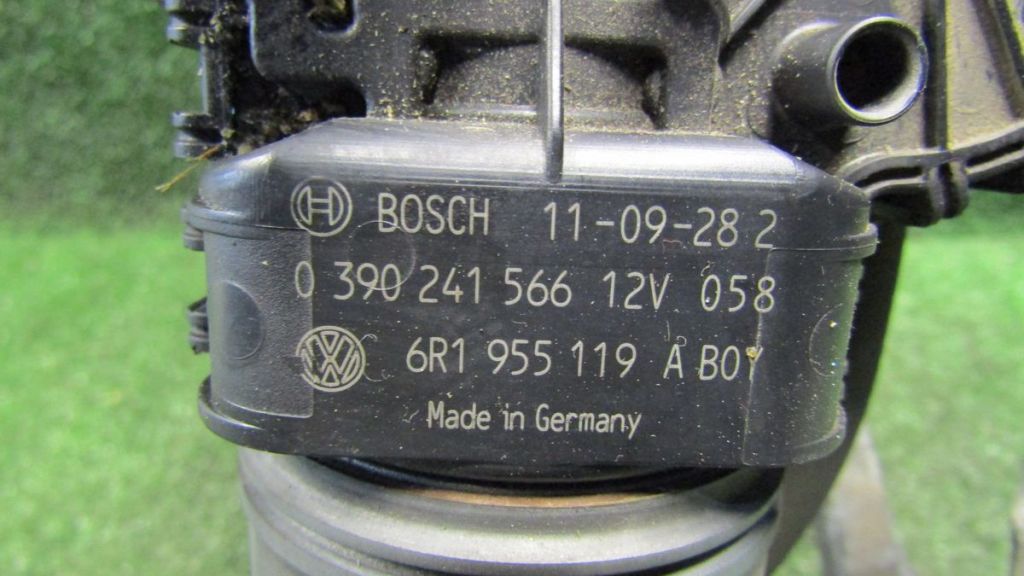 BOSCH 11-09-28 2
0 390 241 566 12V 058
6R1 955 119 A BOY
Made in Germany